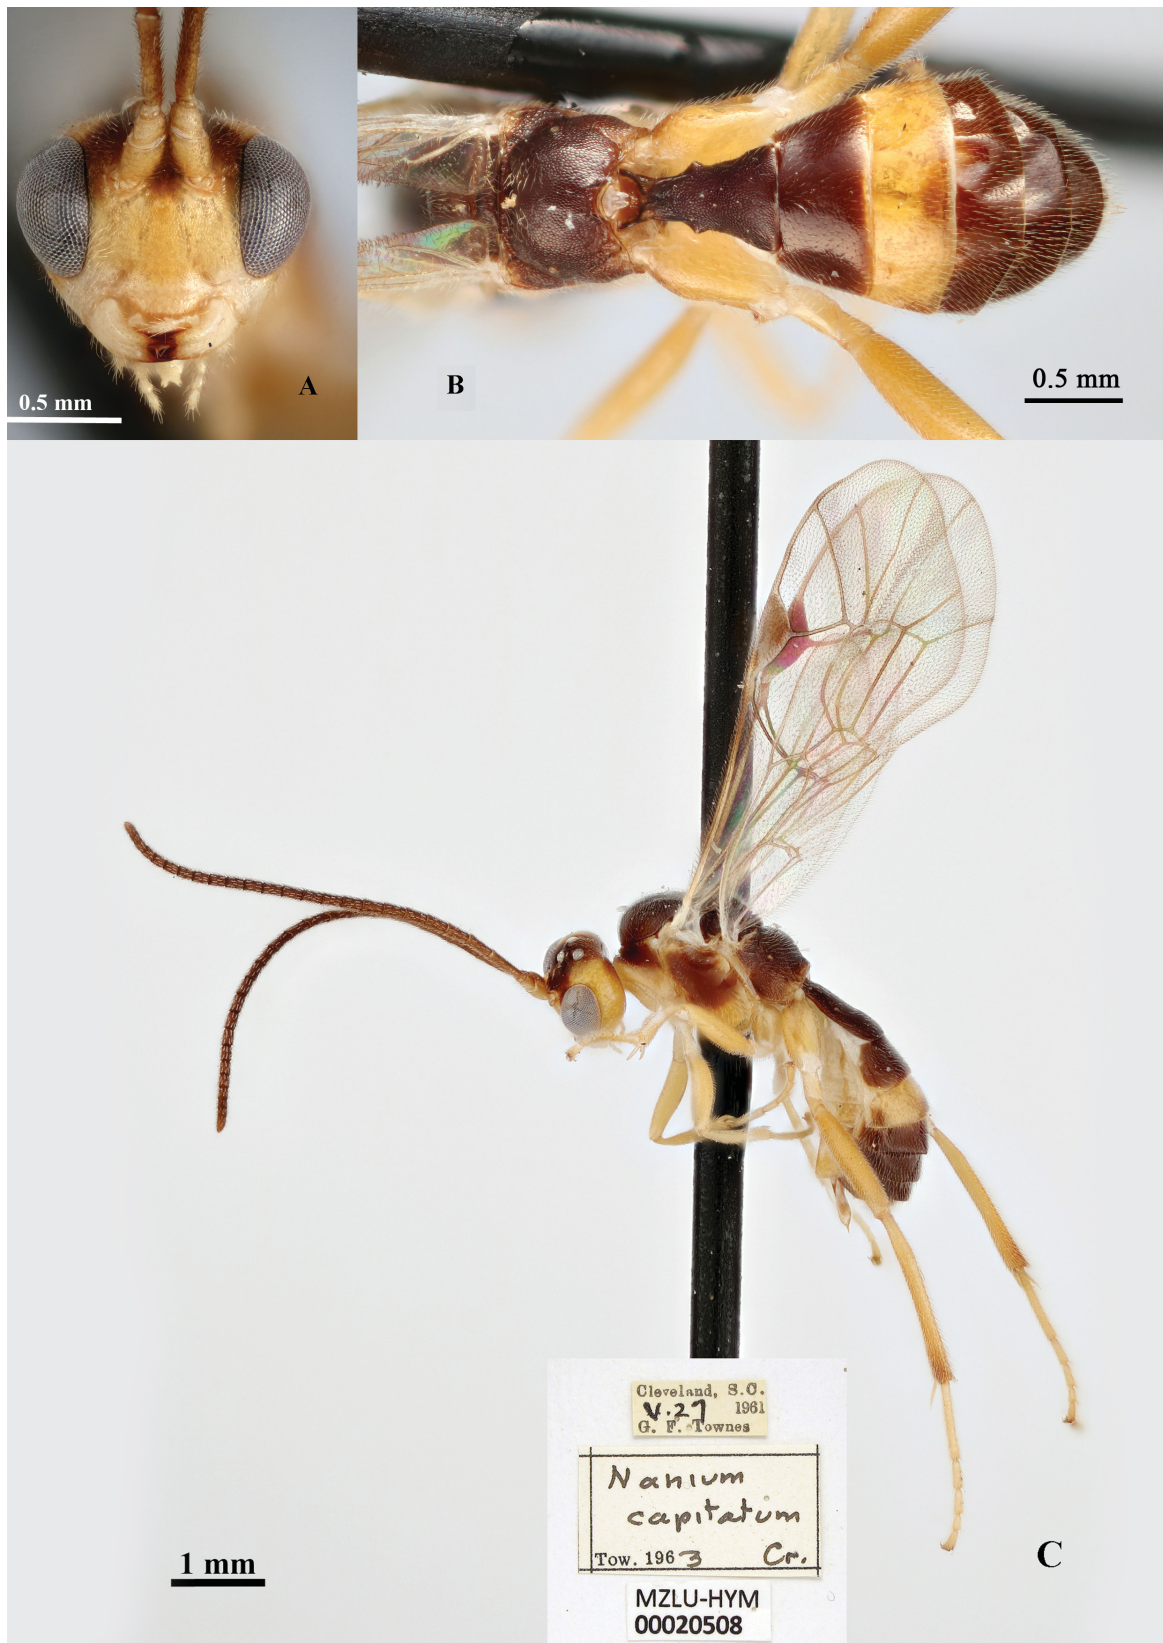 A
0.5 mm
B
0.5 mm
Cleveland, S.C.
V.27 1961
G. F. Townes
Nanium
capitatum
Tow. 1963 Cr.
MZLU-HYM
00020508
1 mm
C